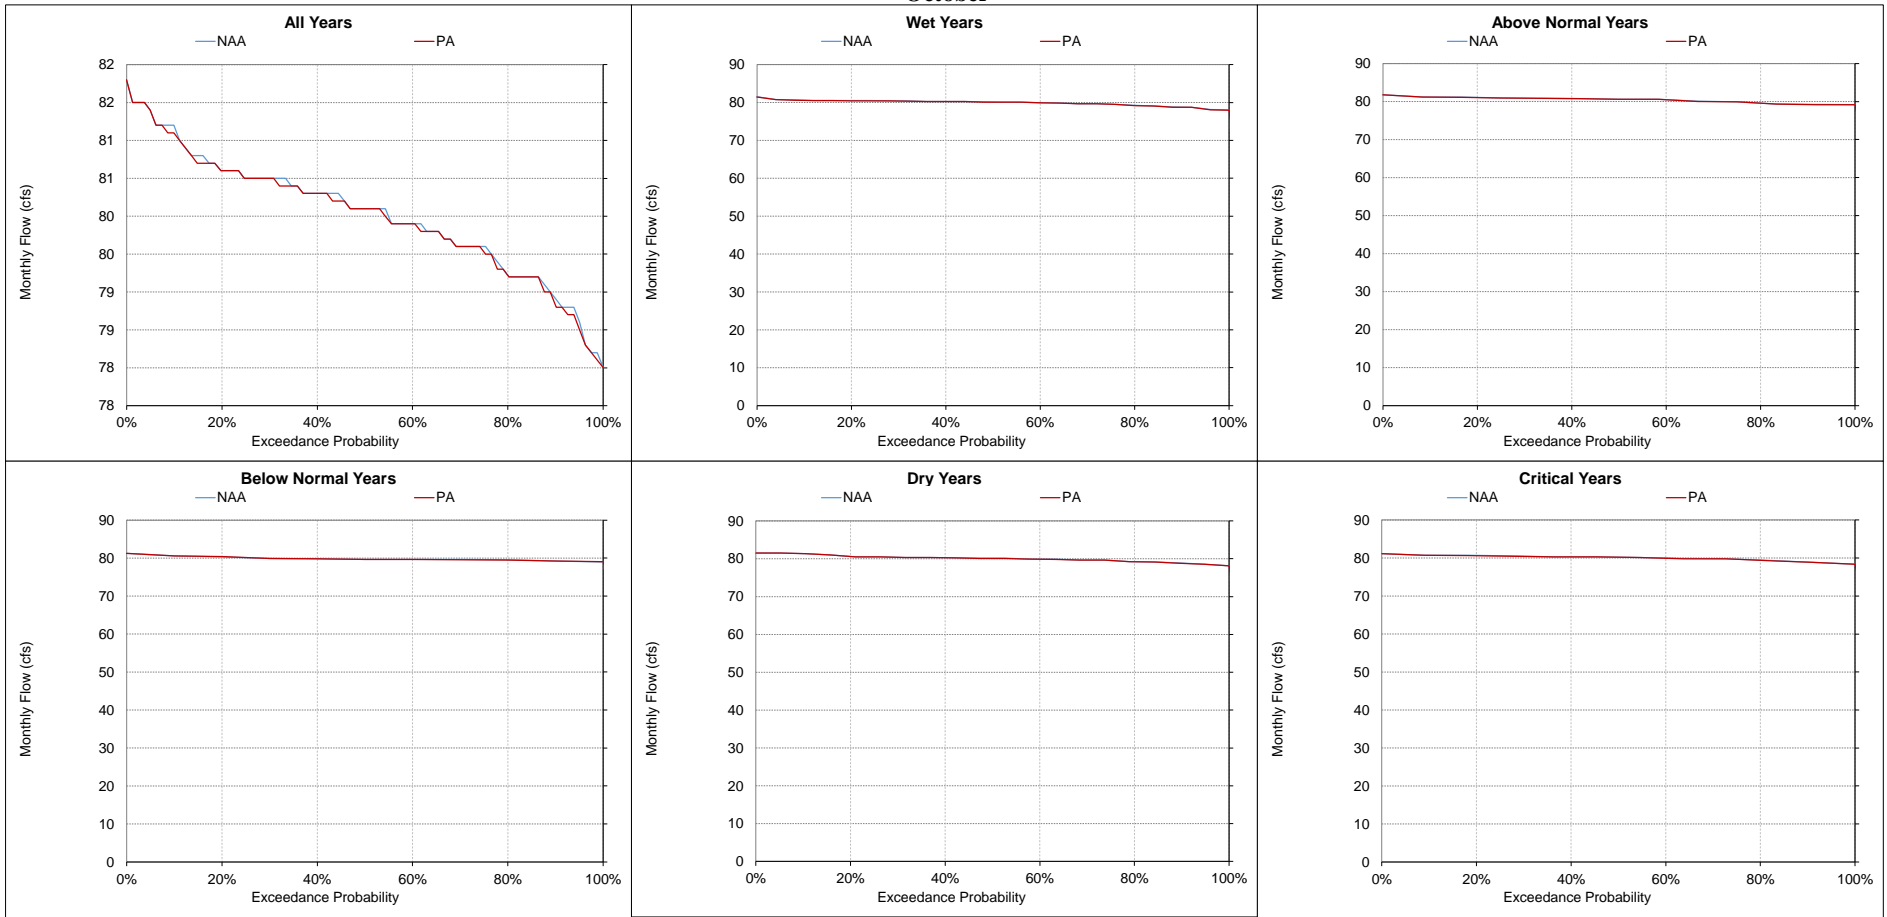 All Years
NAA PA
82
82
81
81
80
80
79
79
78
78
Monthly Flow (cfs)
0% 20% 40% 60% 80% 100%
Exceedance Probability
Wet Years
NAA PA
90
80
70
60
50
40
30
20
10
0
Monthly Flow (cfs)
0% 20% 40% 60% 80% 100%
Exceedance Probability
Above Normal Years
NAA PA
90
80
70
60
50
40
30
20
10
0
Monthly Flow (cfs)
0% 20% 40% 60% 80% 100%
Exceedance Probability
Below Normal Years
NAA PA
90
80
70
60
50
40
30
20
10
0
Monthly Flow (cfs)
0% 20% 40% 60% 80% 100%
Exceedance Probability
Dry Years
NAA PA
90
80
70
60
50
40
30
20
10
0
Monthly Flow (cfs)
0% 20% 40% 60% 80% 100%
Exceedance Probability
Critical Years
NAA PA
90
80
70
60
50
40
30
20
10
0
Monthly Flow (cfs)
0% 20% 40% 60% 80% 100%
Exceedance Probability